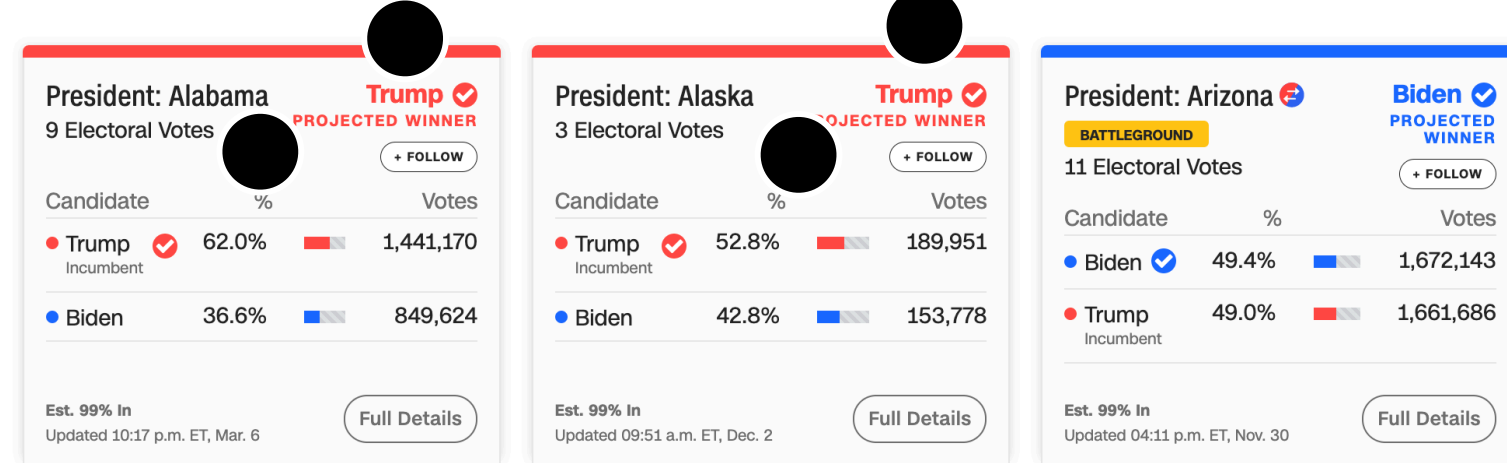 President: Alabama
Trump
9 Electoral Votes
PROJECTED WINNER
+ FOLLOW
Candidate % Votes
Trump 62.0% 1,441,170
Incumbent
Biden 36.6% 849,624
Est. 99% In
Updated 10:17 p.m. ET, Mar. 6
Full Details
President: Alaska
Trump
3 Electoral Votes
WINNER
+ FOLLOW
Candidate % Votes
Trump 52.8% 189,951
Incumbent
Biden 42.8% 153,778
Est. 99% In
Updated 09:51 a.m. ET, Dec. 2
Full Details
President: Arizona
Biden
PROJECTED
WINNER
BATTLEGROUND
11 Electoral Votes
+ FOLLOW
Candidate % Votes
Biden 49.4% 1,672,143
Trump 49.0% 1,661,686
Incumbent
Est. 99% In
Updated 04:11 p.m. ET, Nov. 30
Full Details